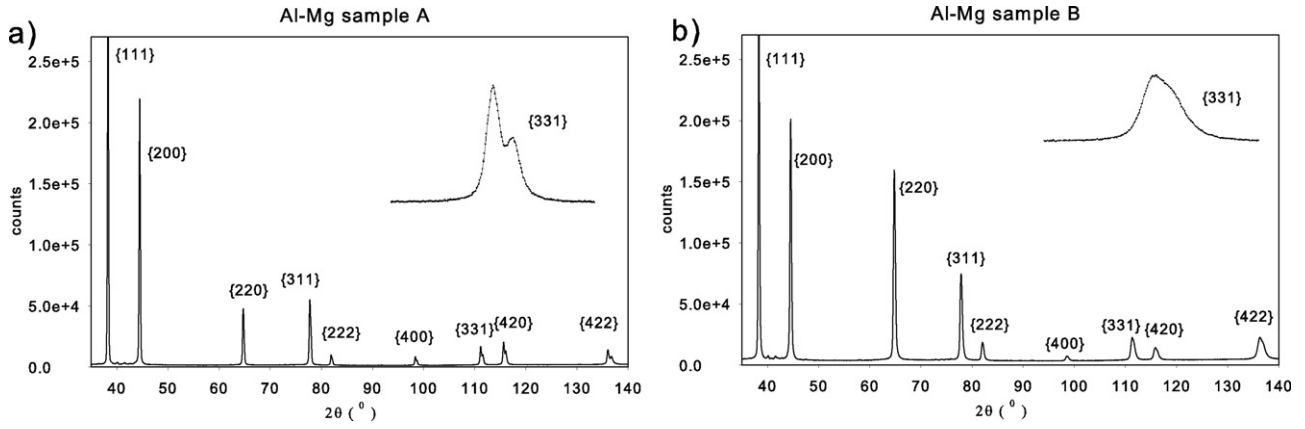 Al-Mg sample A
a)
2.5e+5
2.0e+5
1.5e+5
1.0e+5
5.0e+4
0.0
counts
{111}
{200}
{220}
{311}
{222}
{400}
{331}
{420}
{422}
{331}
40 50 60 70 80 90 100 110 120 130 140
2θ ( ⁰ )
Al-Mg sample B
b)
2.5e+5
2.0e+5
1.5e+5
1.0e+5
5.0e+4
0.0
counts
{111}
{200}
{220}
{311}
{222}
{400}
{331}
{420}
{422}
{331}
40 50 60 70 80 90 100 110 120 130 140
2θ ( ⁰ )